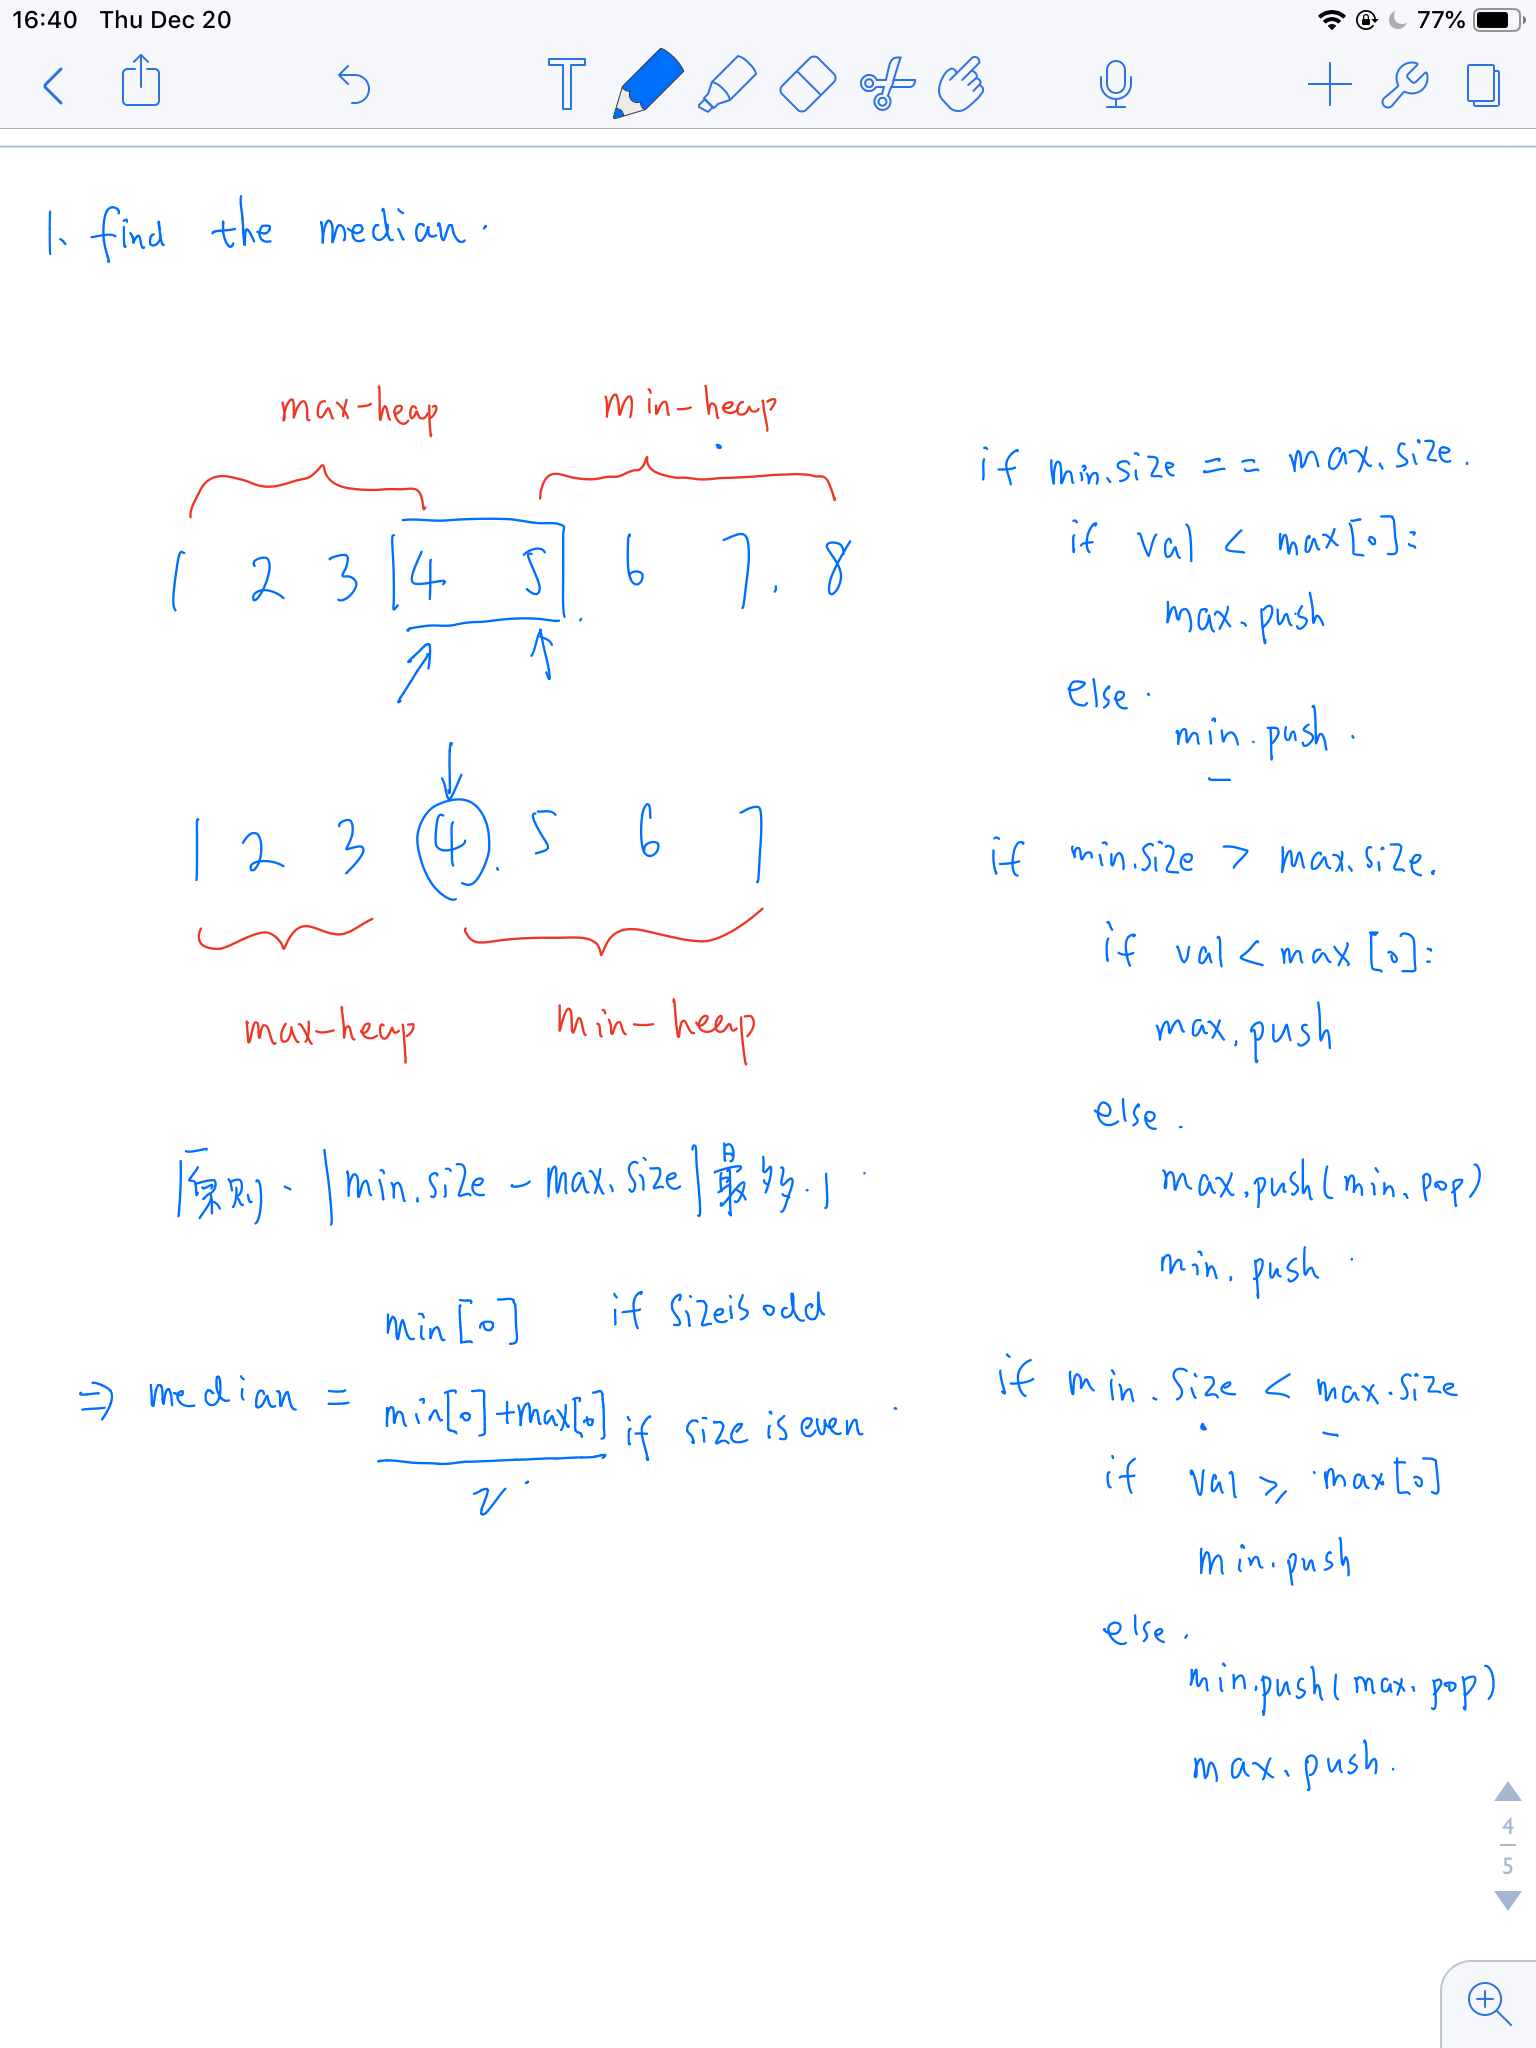 16:40 Thu Dec 20
77%
1. find the median.
max-heap min-heap
1 2 3 4 5. 6 7. 8
1 2 3 4. 5 6 7
max-heap min-heap
原则. |min.size - max.size| 最多.1.
min[0] if size is odd
⇒ median =
min[0]+max[0] if size is even.
2
if min.size == max.size.
if val < max[0]:
max.push
else.
min.push.
if min.size > max.size.
if val < max[0]:
max.push
else.
max.push(min.pop)
min.push.
if min.size < max.size
if val ≥ max[0]
min.push
else.
min.push(max.pop)
max.push.
4
5